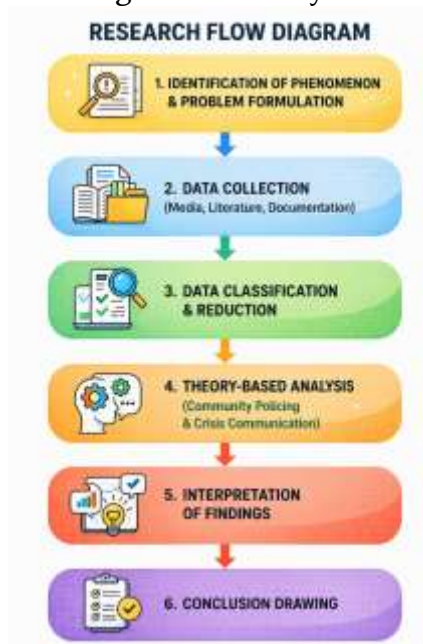 RESEARCH FLOW DIAGRAM
1. IDENTIFICATION OF PHENOMENON
& PROBLEM FORMULATION
2. DATA COLLECTION
(Media, Literature, Documentation)
3. DATA CLASSIFICATION
& REDUCTION
4. THEORY-BASED ANALYSIS
(Community Policing
& Crisis Communication)
5. INTERPRETATION
OF FINDINGS
6. CONCLUSION DRAWING